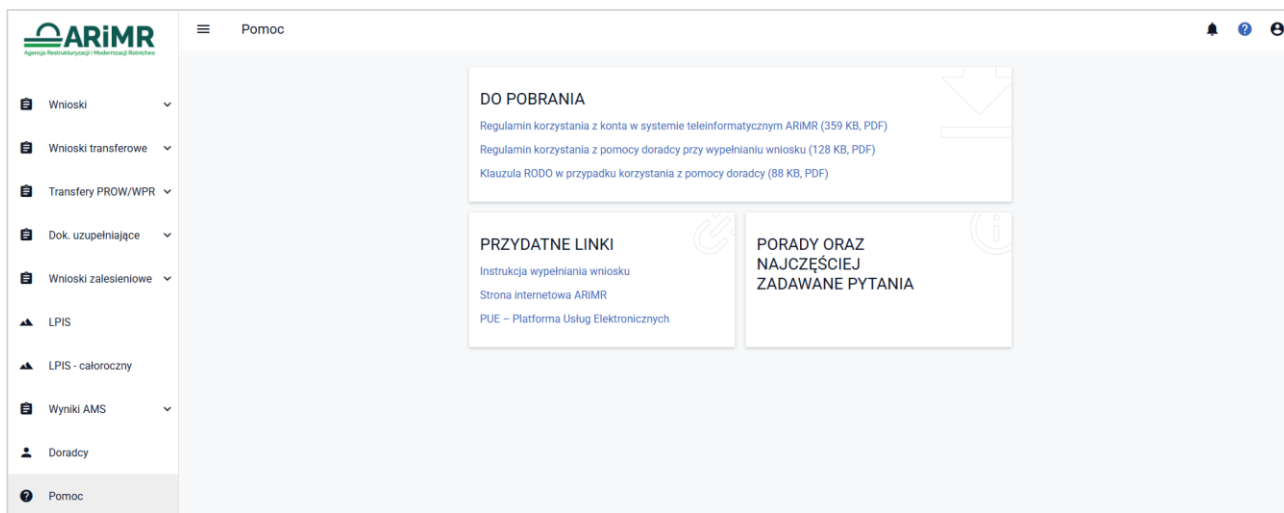 ARiMR
Agencja Restrukturyzacji i Modernizacji Rolnictwa
Pomoc
Wnioski
Wnioski transferowe
Transfery PROW/WPR
Dok. uzupełniające
Wnioski zalesieniowe
LPIS
LPIS - całoroczny
Wyniki AMS
Doradcy
Pomoc
DO POBRANIA
Regulamin korzystania z konta w systemie teleinformatycznym ARiMR (359 KB, PDF)
Regulamin korzystania z pomocy doradcy przy wypełnianiu wniosku (128 KB, PDF)
Klauzula RODO w przypadku korzystania z pomocy doradcy (88 KB, PDF)
PRZYDATNE LINKI
Instrukcja wypełniania wniosku
Strona internetowa ARiMR
PUE – Platforma Usług Elektronicznych
PORADY ORAZ
NAJCZĘŚCIEJ
ZADAWANE PYTANIA